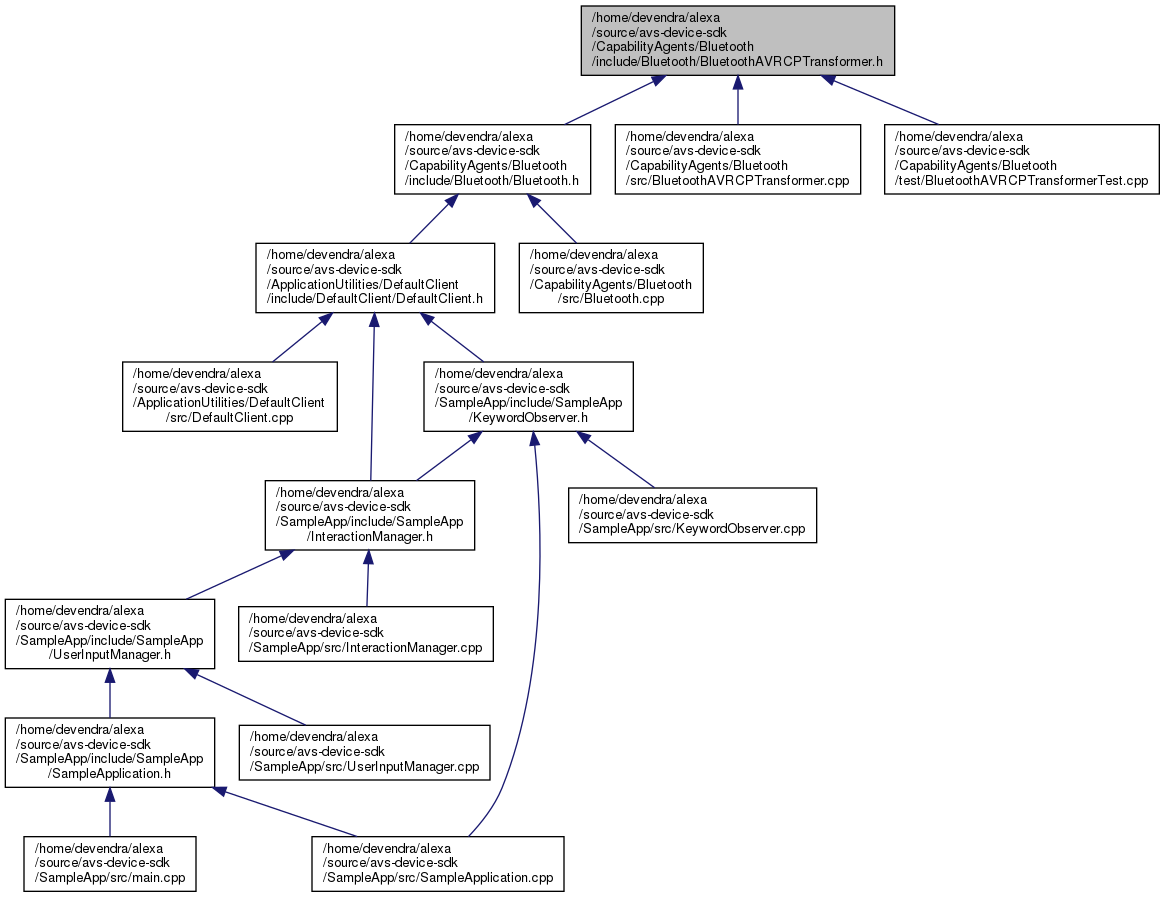 /home/devendra/alexa
/source/avs-device-sdk
/CapabilityAgents/Bluetooth
/include/Bluetooth/BluetoothAVRCPTransformer.h
/home/devendra/alexa
/source/avs-device-sdk
/CapabilityAgents/Bluetooth
/include/Bluetooth/Bluetooth.h
/home/devendra/alexa
/source/avs-device-sdk
/CapabilityAgents/Bluetooth
/src/BluetoothAVRCPTransformer.cpp
/home/devendra/alexa
/source/avs-device-sdk
/CapabilityAgents/Bluetooth
/test/BluetoothAVRCPTransformerTest.cpp
/home/devendra/alexa
/source/avs-device-sdk
/ApplicationUtilities/DefaultClient
/include/DefaultClient/DefaultClient.h
/home/devendra/alexa
/source/avs-device-sdk
/CapabilityAgents/Bluetooth
/src/Bluetooth.cpp
/home/devendra/alexa
/source/avs-device-sdk
/ApplicationUtilities/DefaultClient
/src/DefaultClient.cpp
/home/devendra/alexa
/source/avs-device-sdk
/SampleApp/include/SampleApp
/KeywordObserver.h
/home/devendra/alexa
/source/avs-device-sdk
/SampleApp/include/SampleApp
/InteractionManager.h
/home/devendra/alexa
/source/avs-device-sdk
/SampleApp/src/KeywordObserver.cpp
/home/devendra/alexa
/source/avs-device-sdk
/SampleApp/include/SampleApp
/UserInputManager.h
/home/devendra/alexa
/source/avs-device-sdk
/SampleApp/src/InteractionManager.cpp
/home/devendra/alexa
/source/avs-device-sdk
/SampleApp/include/SampleApp
/SampleApplication.h
/home/devendra/alexa
/source/avs-device-sdk
/SampleApp/src/UserInputManager.cpp
/home/devendra/alexa
/source/avs-device-sdk
/SampleApp/src/main.cpp
/home/devendra/alexa
/source/avs-device-sdk
/SampleApp/src/SampleApplication.cpp